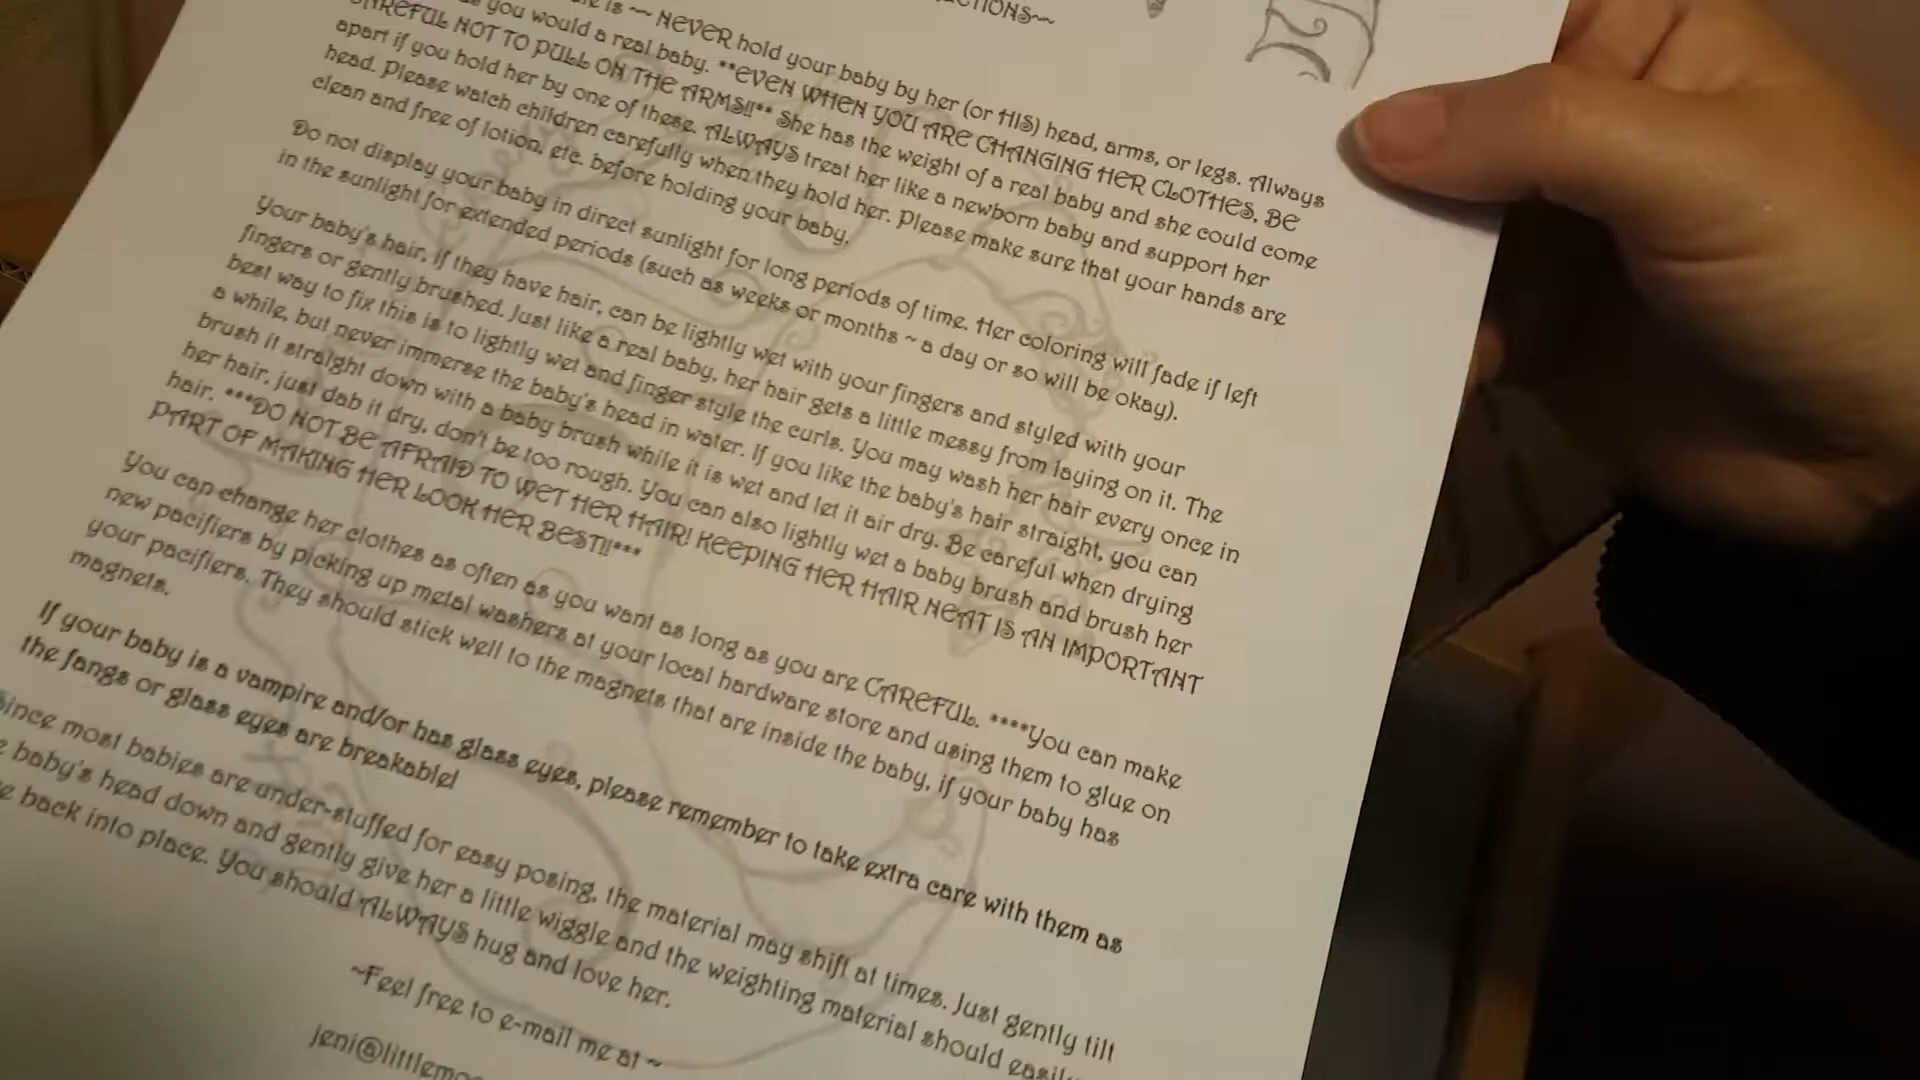 is ~~ NEVER hold your baby by her (or HIS) head, arms, or legs. Always
you would a real baby. **EVEN WHEN YOU ARE CHANGING HER CLOTHES, BE
CAREFUL NOT TO PULL ON THE ARMS!!** She has the weight of a real baby and she could come
apart if you hold her by one of these. ALWAYS treat her like a newborn baby and support her
head. Please watch children carefully when they hold her. Please make sure that your hands are
clean and free of lotion, etc. before holding your baby.
Do not display your baby in direct sunlight for long periods of time. Her coloring will fade if left
in the sunlight for extended periods (such as weeks or months ~ a day or so will be okay).
Your baby's hair, if they have hair, can be lightly wet with your fingers and styled with your
fingers or gently brushed. Just like a real baby, her hair gets a little messy from laying on it. The
best way to fix this is to lightly wet and finger style the curls. You may wash her hair every once in
a while, but never immerse the baby's head in water. If you like the baby's hair straight, you can
brush it straight down with a baby brush while it is wet and let it air dry. Be careful when drying
her hair, just dab it dry, don't be too rough. You can also lightly wet a baby brush and brush her
hair. ***DO NOT BE AFRAID TO WET HER HAIR! KEEPING HER HAIR NEAT IS AN IMPORTANT
PART OF MAKING HER LOOK HER BEST!!***
You can change her clothes as often as you want as long as you are CAREFUL. ****You can make
new pacifiers by picking up metal washers at your local hardware store and using them to glue on
your pacifiers. They should stick well to the magnets that are inside the baby, if your baby has
magnets.
If your baby is a vampire and/or has glass eyes, please remember to take extra care with them as
the fangs or glass eyes are breakable!
Since most babies are under-stuffed for easy posing, the material may shift at times. Just gently tilt
baby's head down and gently give her a little wiggle and the weighting material should
back into place. You should ALWAYS hug and love her.
~Feel free to e-mail me at ~